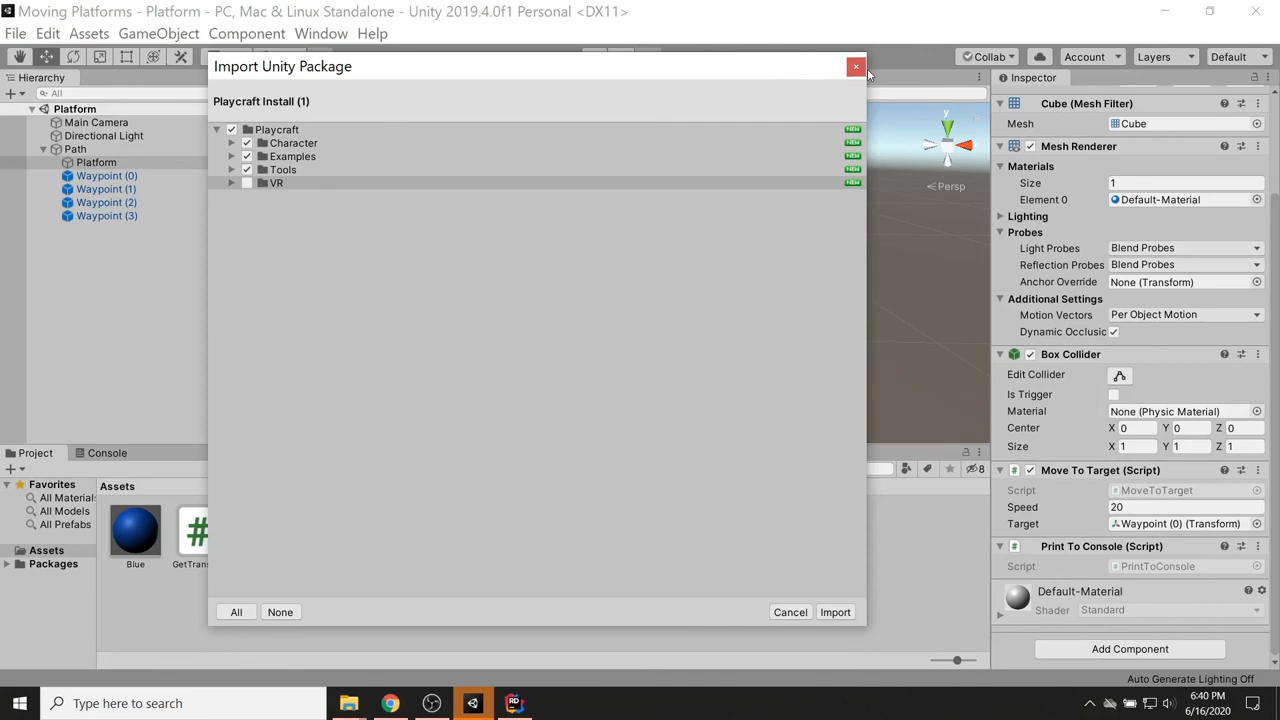 Moving Platforms - Platform - PC, Mac & Linux Standalone - Unity 2019.4.0f1 Personal <DX11>
File Edit Assets GameObject Component Window Help
Collab Account Layers Default
Hierarchy
All
Platform
Main Camera
Directional Light
Path
Platform
Waypoint (0)
Waypoint (1)
Waypoint (2)
Waypoint (3)
Import Unity Package
Playcraft Install (1)
Playcraft NEW
Character NEW
Examples NEW
Tools NEW
VR NEW
All None Cancel Import
y
x
Persp
Inspector
Cube (Mesh Filter)
Mesh Cube
Mesh Renderer
Materials
Size 1
Element 0 Default-Material
Lighting
Probes
Light Probes Blend Probes
Reflection Probes Blend Probes
Anchor Override None (Transform)
Additional Settings
Motion Vectors Per Object Motion
Dynamic Occlusic
Box Collider
Edit Collider
Is Trigger
Material None (Physic Material)
Center X 0 Y 0 Z 0
Size X 1 Y 1 Z 1
Move To Target (Script)
Script MoveToTarget
Speed 20
Target Waypoint (0) (Transform)
Print To Console (Script)
Script PrintToConsole
Default-Material
Shader Standard
Add Component
Auto Generate Lighting Off
Project Console
8
Favorites
All Materials
All Models
All Prefabs
Assets
Packages
Assets
Blue
GetTrans
Type here to search
6:40 PM
6/16/2020